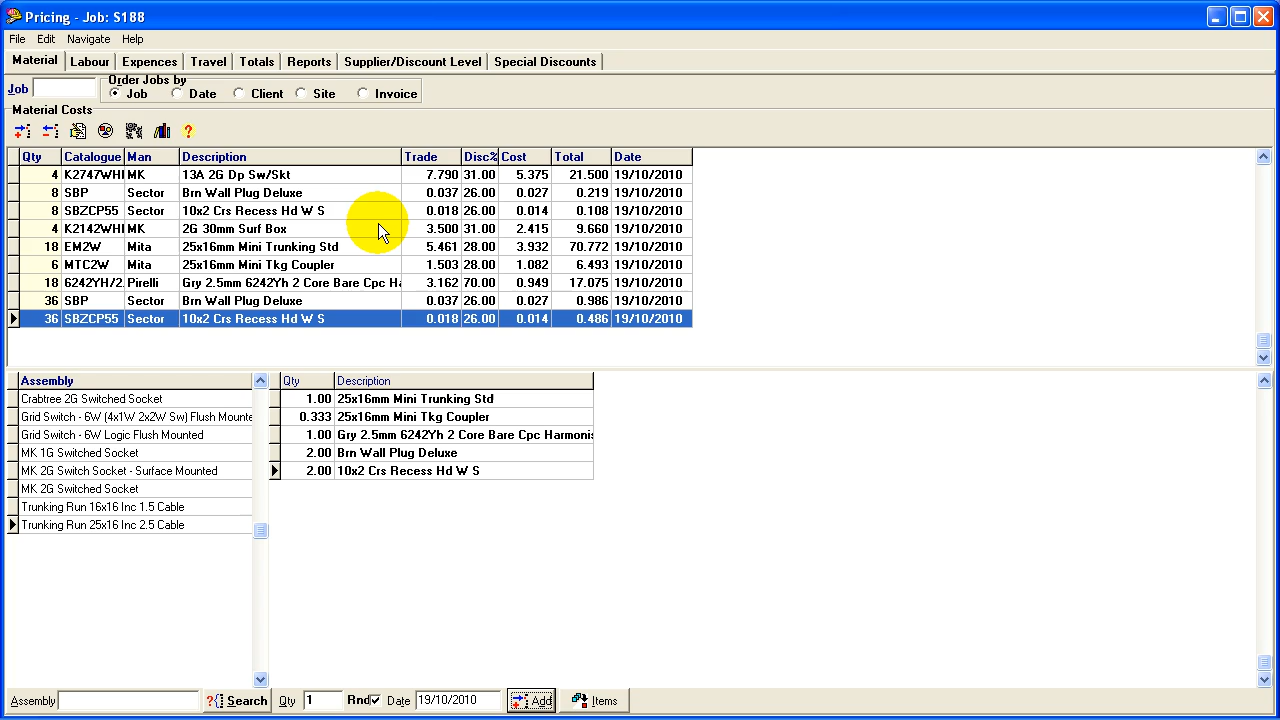 Pricing - Job: S188
File Edit Navigate Help
Material Labour Expences Travel Totals Reports Supplier/Discount Level Special Discounts
Job
Order Jobs by
Job Date Client Site Invoice
Material Costs
Qty Catalogue Man Description Trade Disc% Cost Total Date
4 K2747WHI MK 13A 2G Dp Sw/Skt 7.790 31.00 5.375 21.500 19/10/2010
8 SBP Sector Brn Wall Plug Deluxe 0.037 26.00 0.027 0.219 19/10/2010
8 SBZCP55 Sector 10x2 Crs Recess Hd W S 0.018 26.00 0.014 0.108 19/10/2010
4 K2142WHI MK 2G 30mm Surf Box 3.500 31.00 2.415 9.660 19/10/2010
18 EM2W Mita 25x16mm Mini Trunking Std 5.461 28.00 3.932 70.772 19/10/2010
6 MTC2W Mita 25x16mm Mini Tkg Coupler 1.503 28.00 1.082 6.493 19/10/2010
18 6242YH/2. Pirelli Gry 2.5mm 6242Yh 2 Core Bare Cpc Ha 3.162 70.00 0.949 17.075 19/10/2010
36 SBP Sector Brn Wall Plug Deluxe 0.037 26.00 0.027 0.986 19/10/2010
36 SBZCP55 Sector 10x2 Crs Recess Hd W S 0.018 26.00 0.014 0.486 19/10/2010
Assembly
Crabtree 2G Switched Socket
Grid Switch - 6W (4x1W 2x2W Sw) Flush Mounte
Grid Switch - 6W Logic Flush Mounted
MK 1G Switched Socket
MK 2G Switch Socket - Surface Mounted
MK 2G Switched Socket
Trunking Run 16x16 Inc 1.5 Cable
Trunking Run 25x16 Inc 2.5 Cable
Qty Description
1.00 25x16mm Mini Trunking Std
0.333 25x16mm Mini Tkg Coupler
1.00 Gry 2.5mm 6242Yh 2 Core Bare Cpc Harmonis
2.00 Brn Wall Plug Deluxe
2.00 10x2 Crs Recess Hd W S
Assembly Search Qty 1 Rnd Date 19/10/2010 Add Items